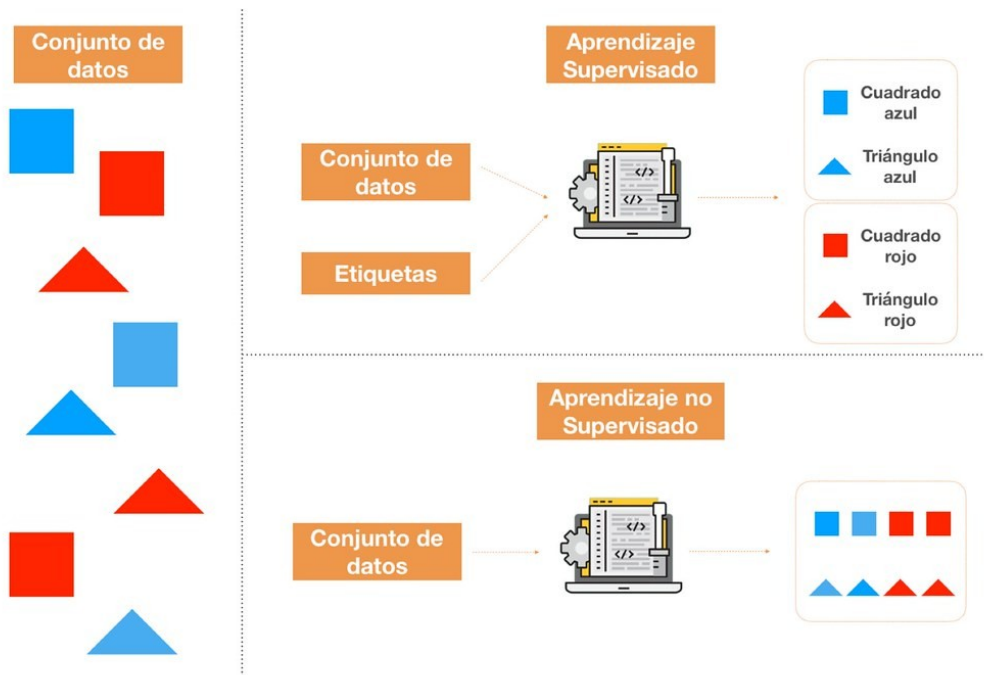 Conjunto de
datos
Aprendizaje
Supervisado
Conjunto de
datos
Etiquetas
</>
</>
Cuadrado
azul
Triángulo
azul
Cuadrado
rojo
Triángulo
rojo
Aprendizaje no
Supervisado
Conjunto de
datos
</>
</>